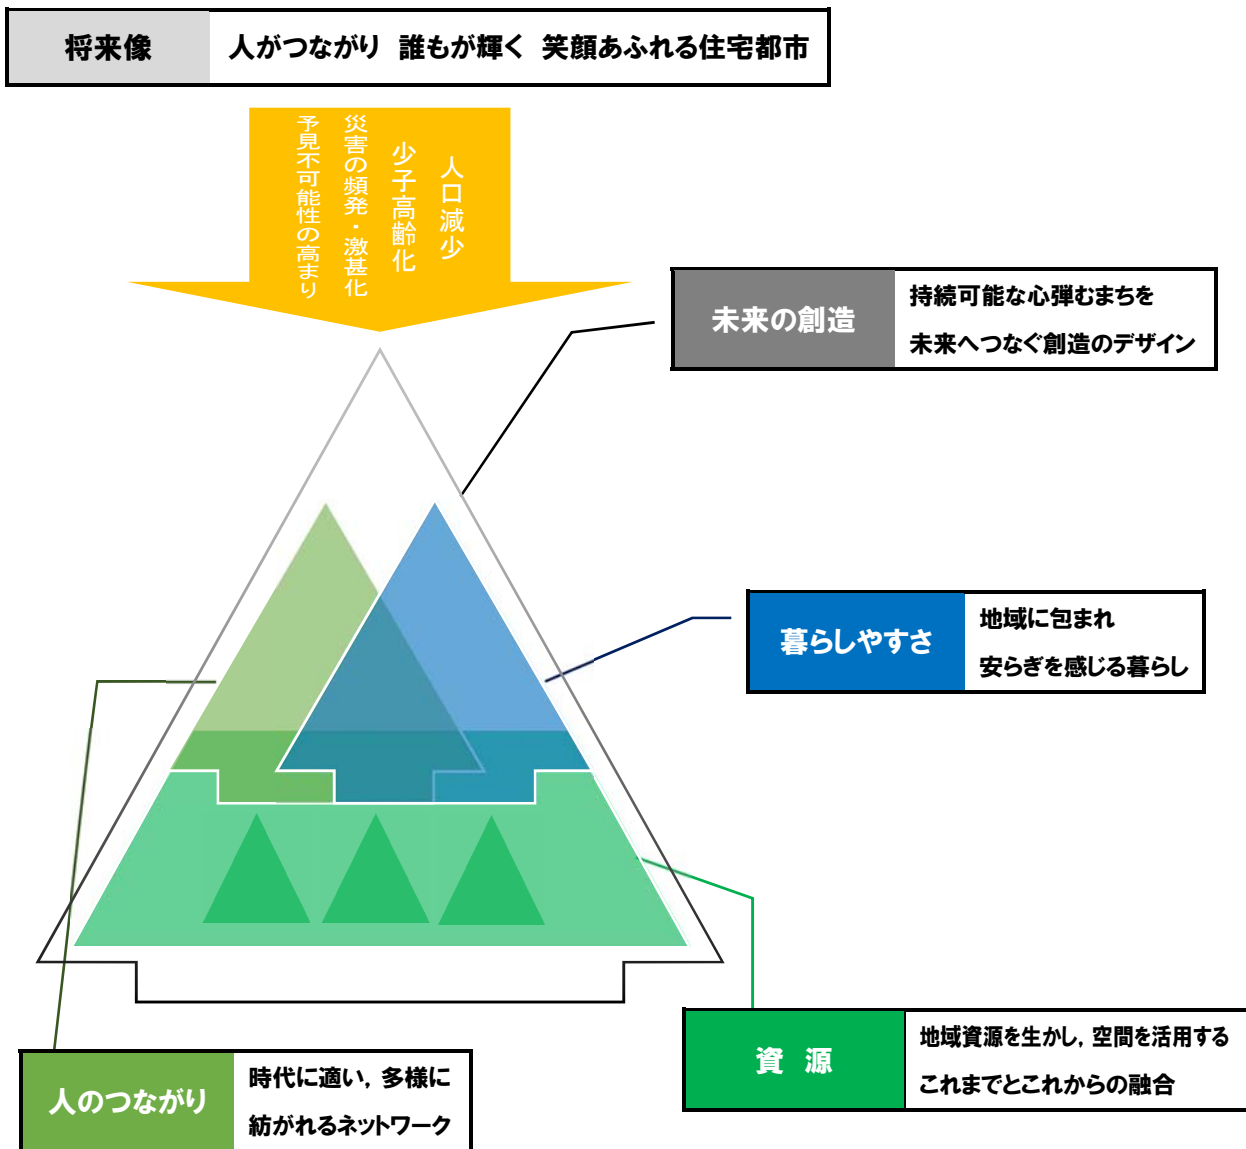 将来像
人がつながり 誰もが輝く 笑顔あふれる住宅都市
人口減少
少子高齢化
災害の頻発・激甚化
予見不可能性の高まり
未来の創造
持続可能な心弾むまちを
未来へつなぐ創造のデザイン
暮らしやすさ
地域に包まれ
安らぎを感じる暮らし
資 源
地域資源を生かし，空間を活用する
これまでとこれからの融合
人のつながり
時代に適い，多様に
紡がれるネットワーク